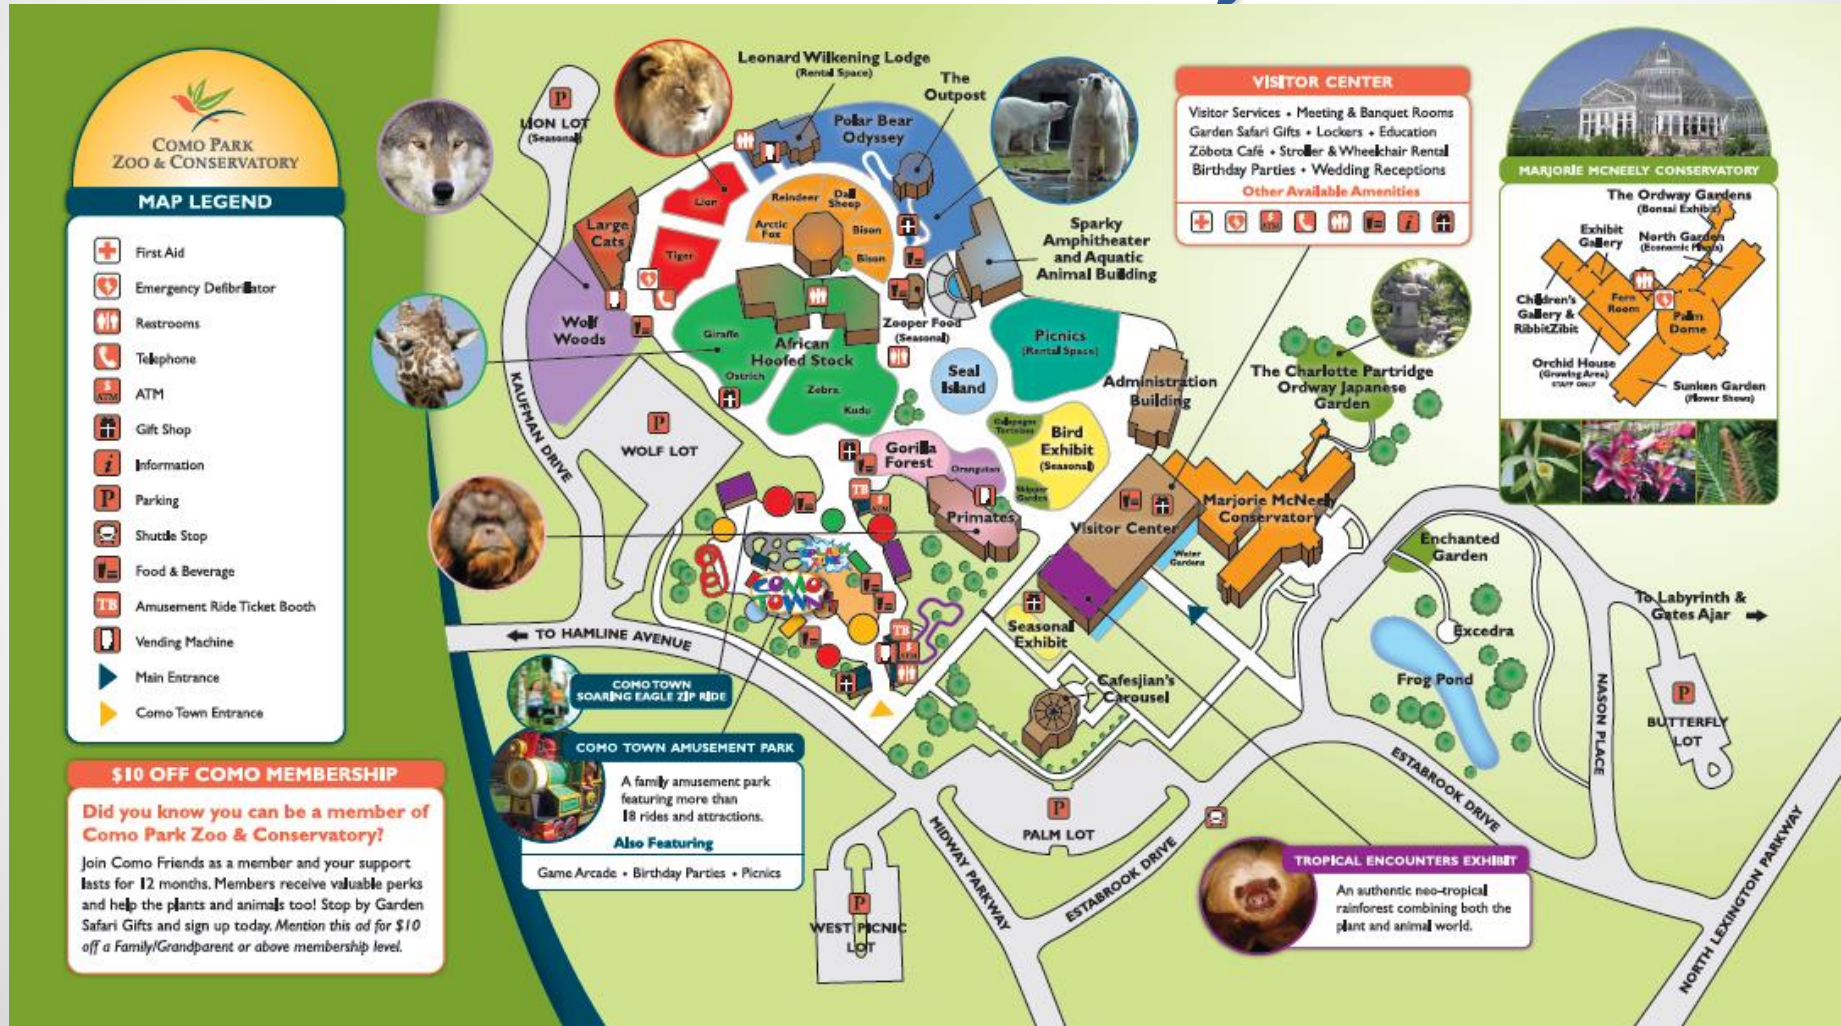 COMO PARK
ZOO & CONSERVATORY
MAP LEGEND
First Aid
Emergency Defibrillator
Restrooms
Telephone
$
ATM
ATM
Gift Shop
i
Information
P
Parking
Shuttle Stop
Food & Beverage
TB
Amusement Ride Ticket Booth
Vending Machine
Main Entrance
Como Town Entrance
$10 OFF COMO MEMBERSHIP
Did you know you can be a member of
Como Park Zoo & Conservatory?
Join Como Friends as a member and your support
lasts for 12 months. Members receive valuable perks
and help the plants and animals too! Stop by Garden
Safari Gifts and sign up today. Mention this ad for $10
off a Family/Grandparent or above membership level.
P
LION LOT
(Seasonal)
Leonard Wilkening Lodge
(Rental Space)
The
Outpost
Polar Bear
Odyssey
Lion
Reindeer
Dall
Sheep
Arctic
Fox
Bison
Bison
Large
Cats
Tiger
Sparky
Amphitheater
and Aquatic
Animal Building
Wolf
Woods
Giraffe
African
Hoofed Stock
Ostrich
Zebra
Kudu
Zooper Food
(Seasonal)
Seal
Island
Picnics
(Rental Space)
Administration
Building
KAUFMAN DRIVE
P
WOLF LOT
Gorilla
Forest
Orangutan
Primates
Galapagos
Tortoises
Bird
Exhibit
(Seasonal)
Garden
TB
$
ATM
SPLASH
ZONE
COMO
TOWN
TB
$
ATM
Visitor Center
Marjorie McNeely
Conservatory
Water
Gardens
Seasonal
Exhibit
Cafesjian's
Carousel
TO HAMLINE AVENUE
COMO TOWN
SOARING EAGLE ZIP RIDE
COMO TOWN AMUSEMENT PARK
A family amusement park
featuring more than
18 rides and attractions.
Also Featuring
Game Arcade • Birthday Parties • Picnics
P
WEST PICNIC
LOT
MIDWAY PARKWAY
P
PALM LOT
ESTABROOK DRIVE
VISITOR CENTER
Visitor Services • Meeting & Banquet Rooms
Garden Safari Gifts • Lockers • Education
Zöbota Café • Stroller & Wheelchair Rental
Birthday Parties • Wedding Receptions
Other Available Amenities
$
ATM
i
The Charlotte Partridge
Ordway Japanese
Garden
Enchanted
Garden
Excedra
Frog Pond
To Labyrinth &
Gates Ajar
P
BUTTERFLY
LOT
NASON PLACE
ESTABROOK DRIVE
NORTH LEXINGTON PARKWAY
TROPICAL ENCOUNTERS EXHIBIT
An authentic neo-tropical
rainforest combining both the
plant and animal world.
MARJORIE MCNEELY CONSERVATORY
The Ordway Gardens
(Bonsai Exhibit)
Exhibit
Gallery
North Garden
(Economic Plants)
Children's
Gallery &
RibbitZibit
Fern
Room
Palm
Dome
Orchid House
(Growing Area)
STAFF ONLY
Sunken Garden
(Flower Shows)